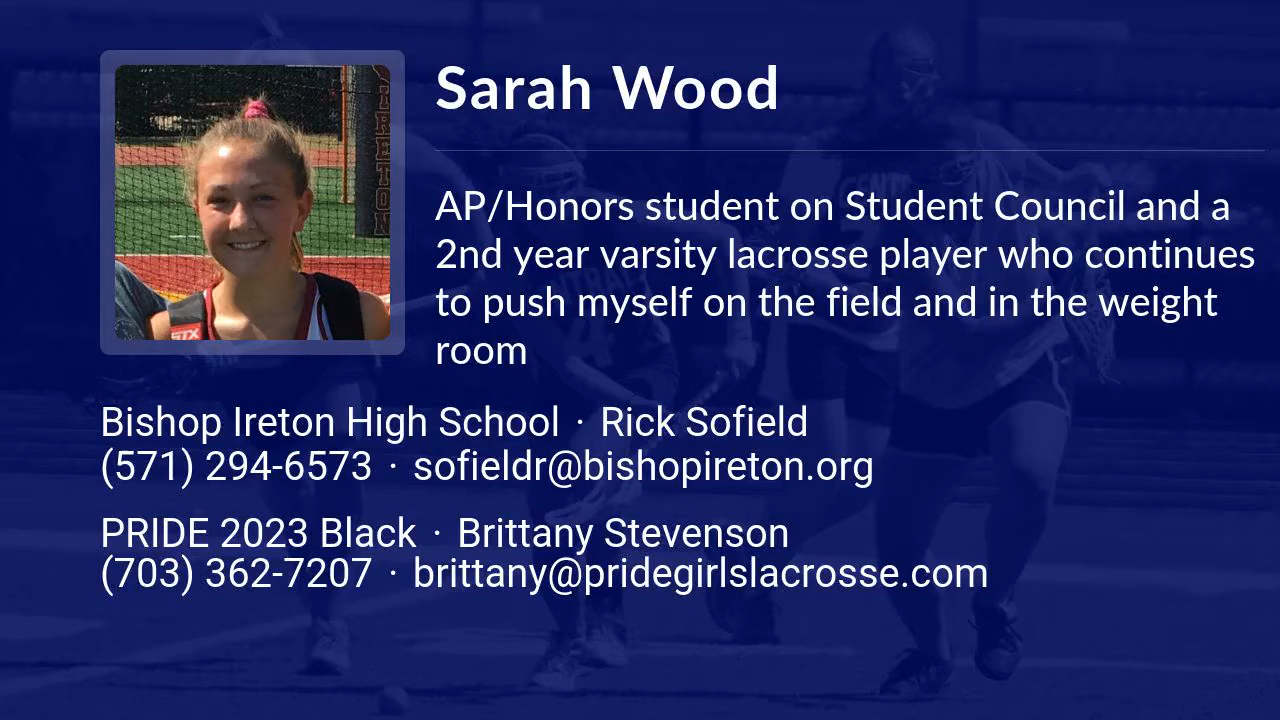 Sarah Wood
AP/Honors student on Student Council and a
2nd year varsity lacrosse player who continues
to push myself on the field and in the weight
room
Bishop Ireton High School · Rick Sofield
(571) 294-6573 · sofieldr@bishopireton.org
PRIDE 2023 Black · Brittany Stevenson
(703) 362-7207 · brittany@pridegirlslacrosse.com
STX